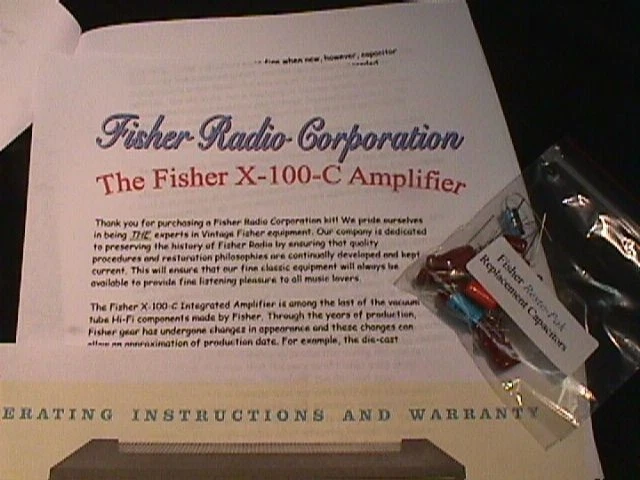 fine when new, however, capacitor
Fisher Radio Corporation
The Fisher X-100-C Amplifier
Thank you for purchasing a Fisher Radio Corporation kit! We pride ourselves
in being THE experts in Vintage Fisher equipment. Our company is dedicated
to preserving the history of Fisher Radio by ensuring that quality
procedures and restoration philosophies are continually developed and kept
current. This will ensure that our fine classic equipment will always be
available to provide fine listening pleasure to all music lovers.
The Fisher X-100-C Integrated Amplifier is among the last of the vacuum
tube Hi-Fi components made by Fisher. Through the years of production,
Fisher gear has undergone changes in appearance and these changes can
allow an approximation of production date. For example, the die-cast
Fisher Resto-Pak
Replacement Capacitors
ERATING INSTRUCTIONS AND WARRANTY